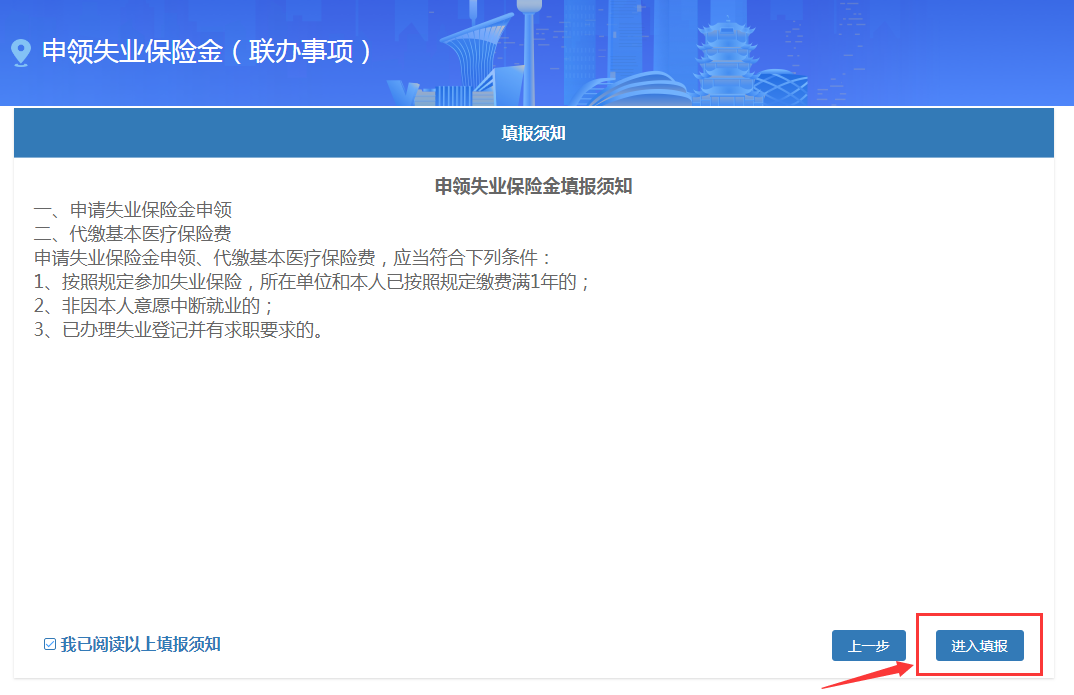 申领失业保险金（联办事项）
填报须知
申领失业保险金填报须知
一、申请失业保险金申领
二、代缴基本医疗保险费
申请失业保险金申领、代缴基本医疗保险费，应当符合下列条件：
1、按照规定参加失业保险，所在单位和本人已按照规定缴费满1年的；
2、非因本人意愿中断就业的；
3、已办理失业登记并有求职要求的。
我已阅读以上填报须知
上一步
进入填报